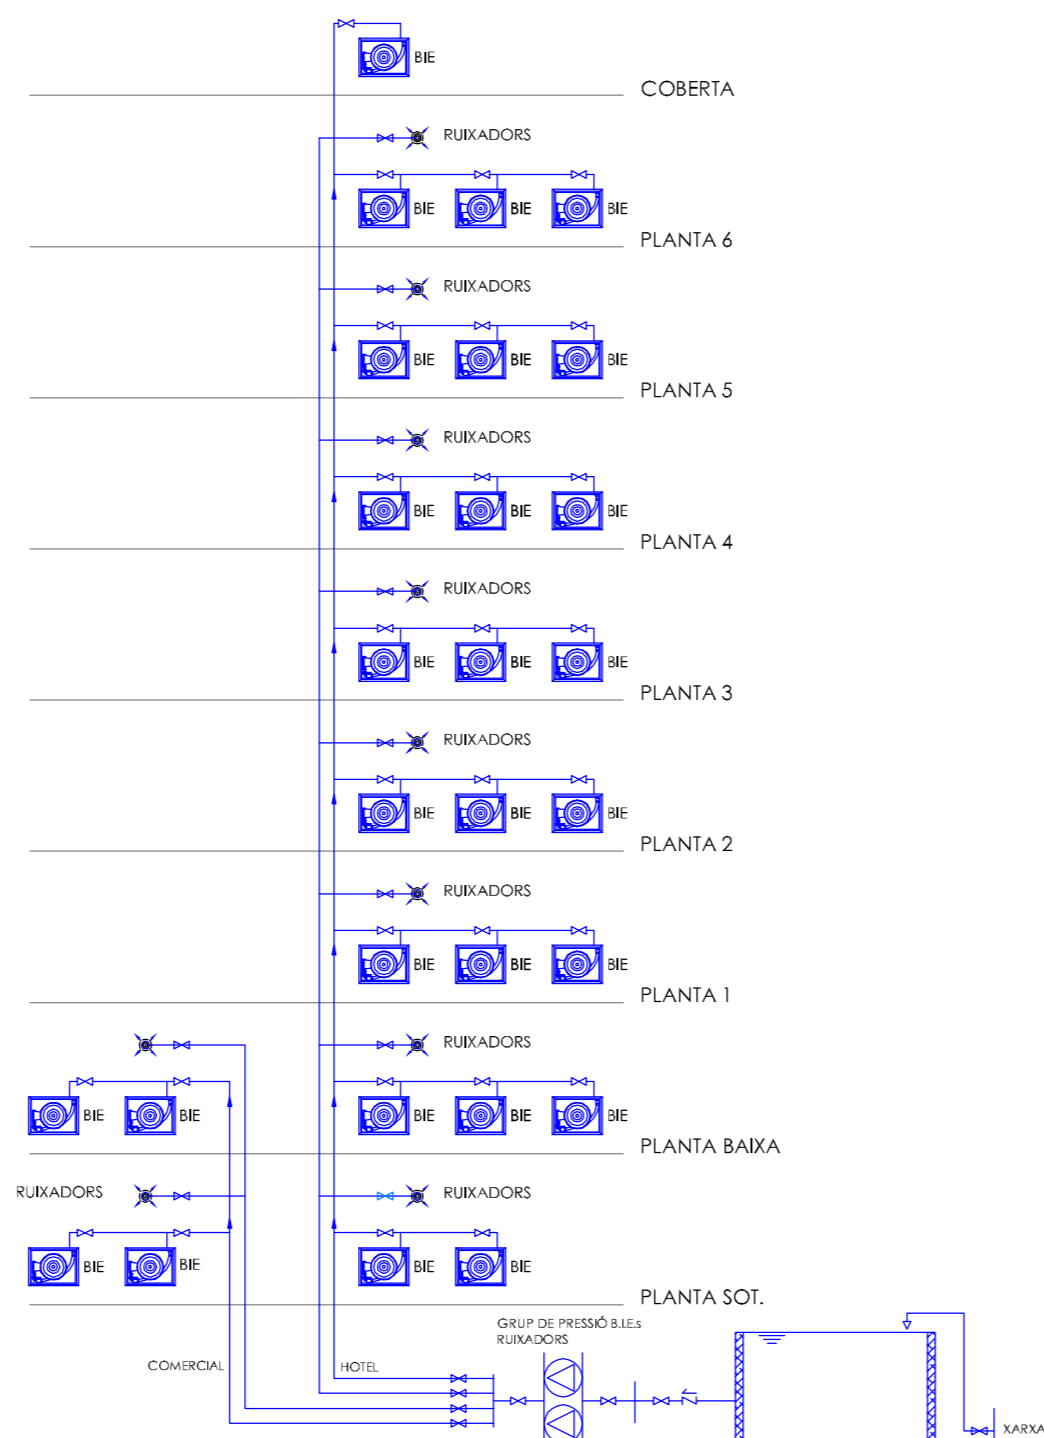 BIE
COBERTA
RUIXADORS
BIE BIE BIE
PLANTA 6
RUIXADORS
BIE BIE BIE
PLANTA 5
RUIXADORS
BIE BIE BIE
PLANTA 4
RUIXADORS
BIE BIE BIE
PLANTA 3
RUIXADORS
BIE BIE BIE
PLANTA 2
RUIXADORS
BIE BIE BIE
PLANTA 1
RUIXADORS
BIE BIE BIE BIE BIE
PLANTA BAIXA
RUIXADORS RUIXADORS
BIE BIE BIE BIE
PLANTA SOT.
GRUP DE PRESSIÓ B.I.E.s
RUIXADORS
COMERCIAL HOTEL
XARXA